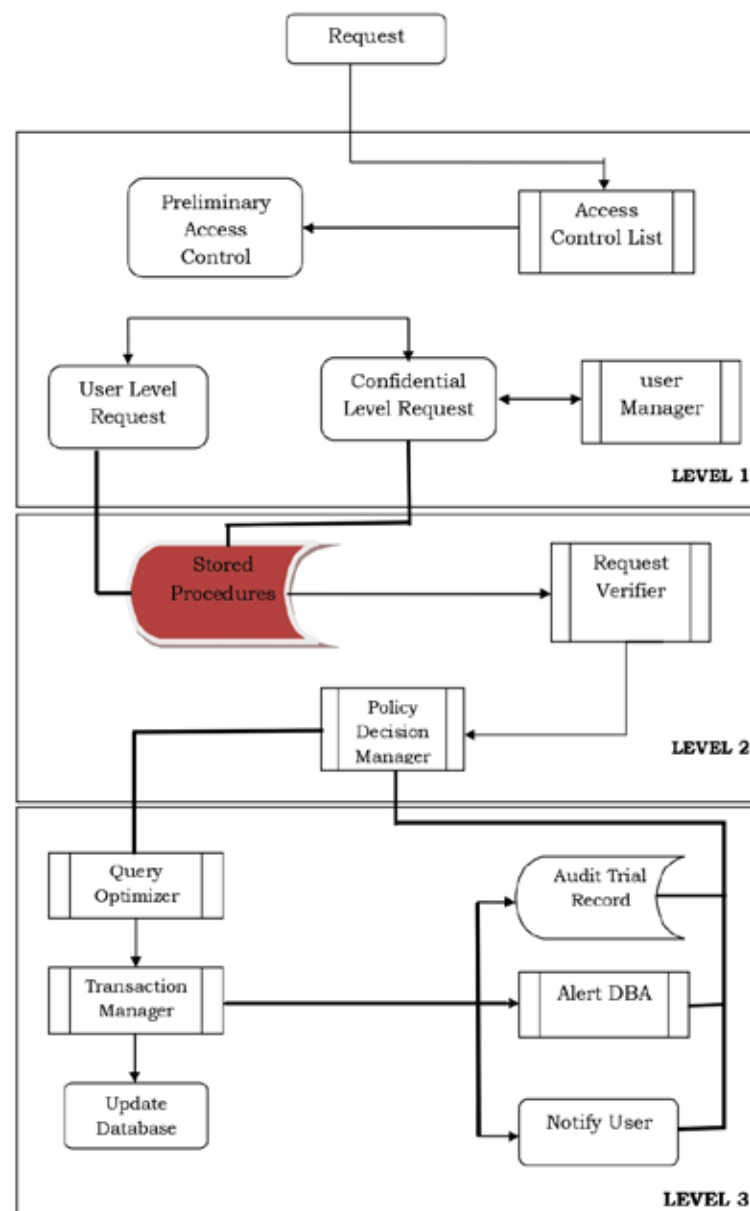 Request
Preliminary
Access
Control
Access
Control List
User Level
Request
Confidential
Level Request
user
Manager
LEVEL 1
Stored
Procedures
Request
Verifier
Policy
Decision
Manager
LEVEL 2
Query
Optimizer
Audit Trial
Record
Transaction
Manager
Alert DBA
Update
Database
Notify User
LEVEL 3